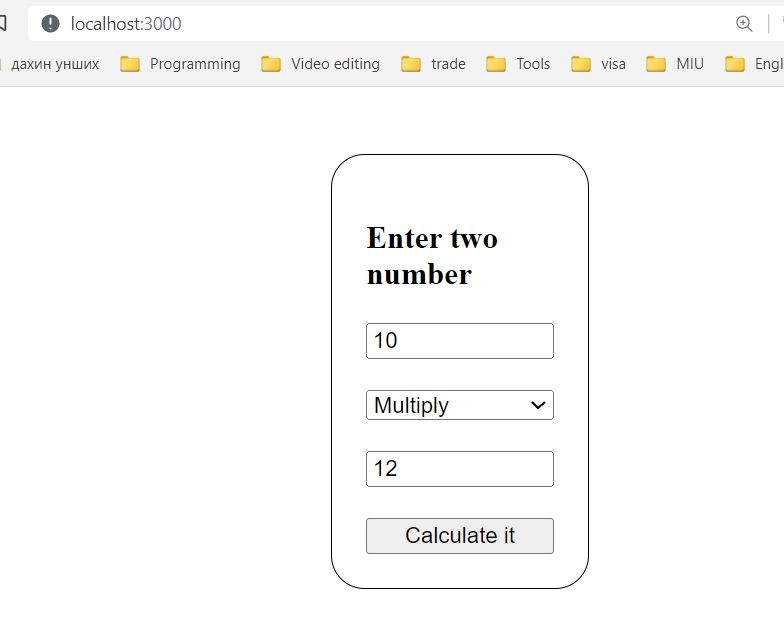 localhost:3000
дахин унших Programming Video editing trade Tools visa MIU Engl
Enter two
number
10
Multiply
12
Calculate it